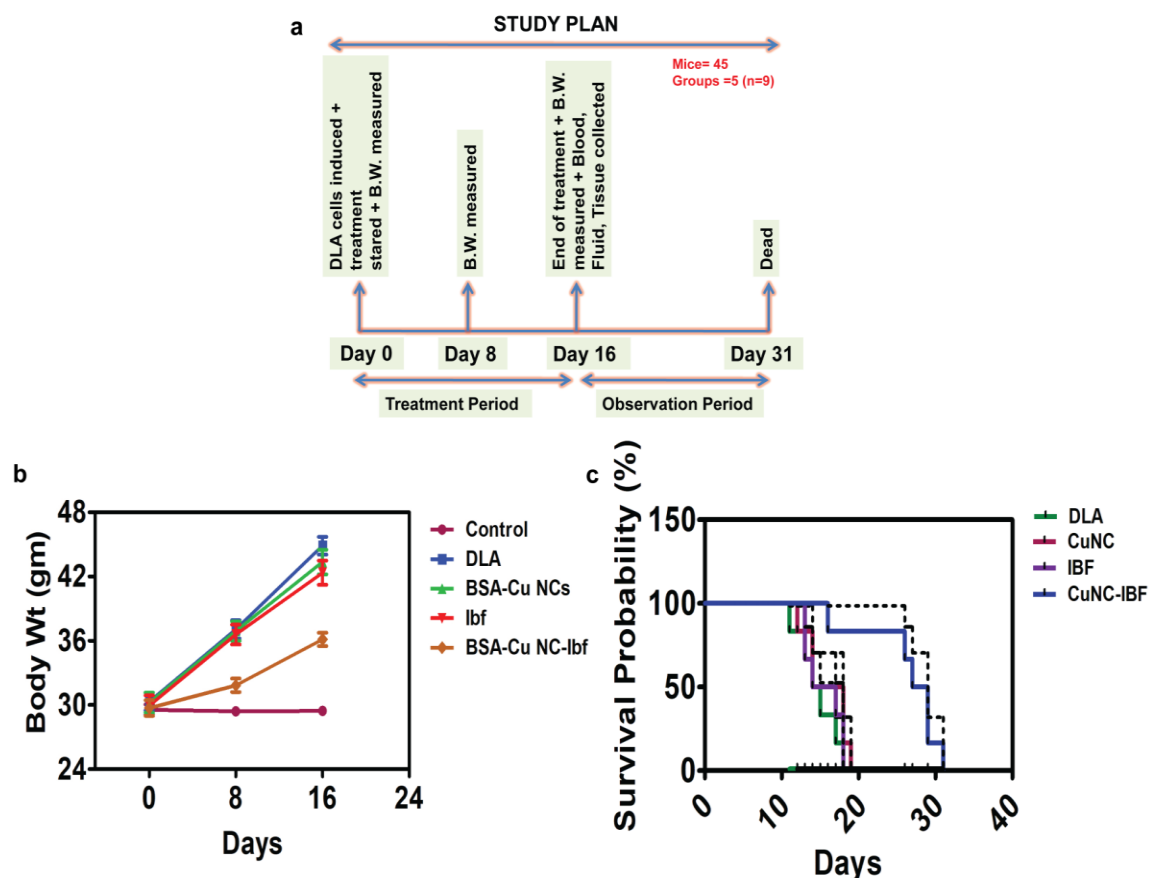 a
STUDY PLAN
Mice= 45
Groups =5 (n=9)
DLA cells induced +
treatment
stared + B.W. measured
B.W. measured
End of treatment + B.W.
measured + Blood,
Fluid, Tissue collected
Dead
Day 0
Day 8
Day 16
Day 31
Treatment Period
Observation Period
b
Body Wt (gm)
48
42
36
30
24
0
8
16
24
Days
Control
DLA
BSA-Cu NCs
Ibf
BSA-Cu NC-Ibf
c
Survival Probability (%)
150
100
50
0
0
10
20
30
40
Days
DLA
CuNC
IBF
CuNC-IBF